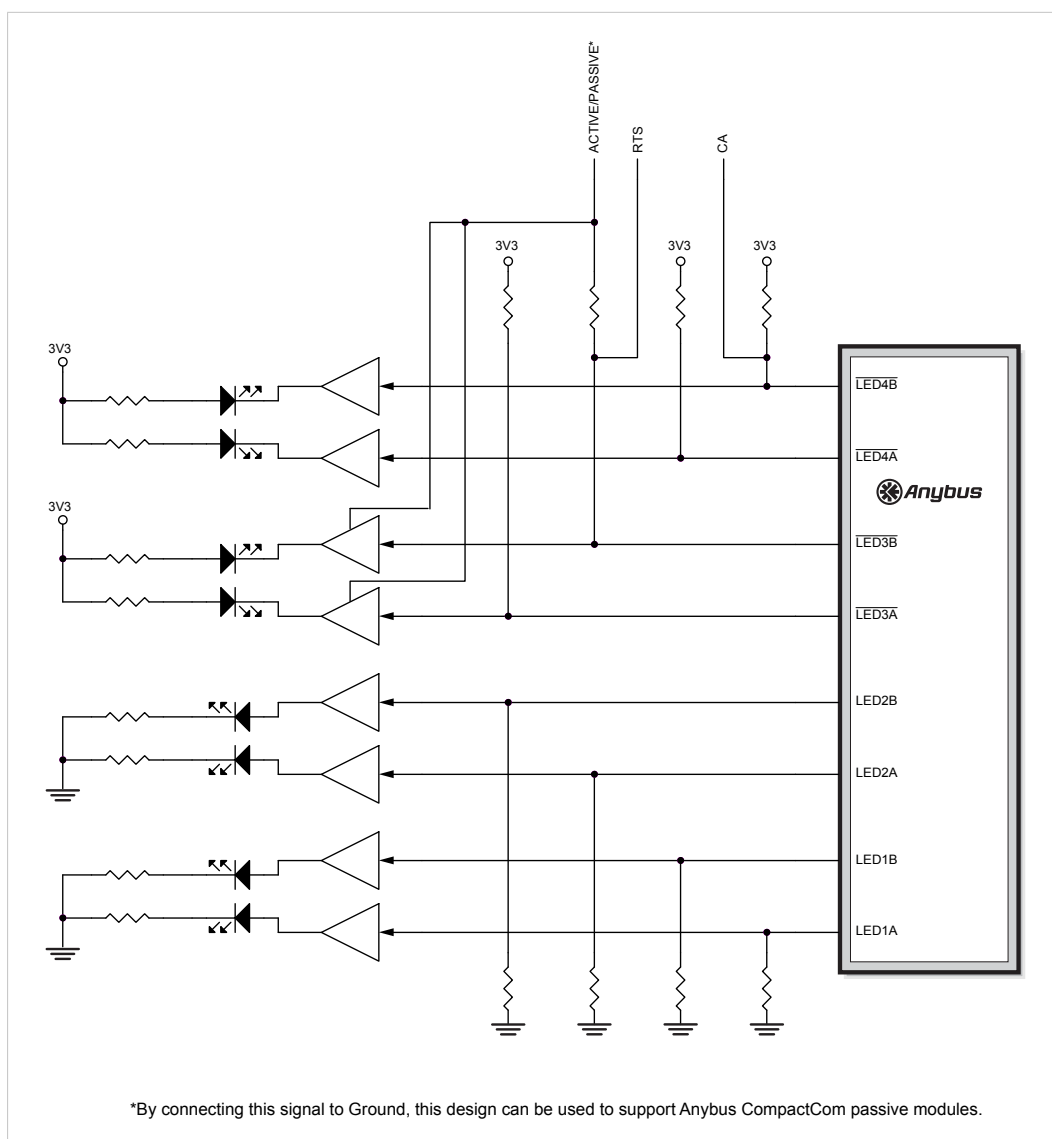 ACTIVE/PASSIVE*
RTS
CA
3V3
3V3
3V3
3V3
LED4B
LED4A
Anybus
3V3
LED3B
LED3A
LED2B
LED2A
LED1B
LED1A
*By connecting this signal to Ground, this design can be used to support Anybus CompactCom passive modules.